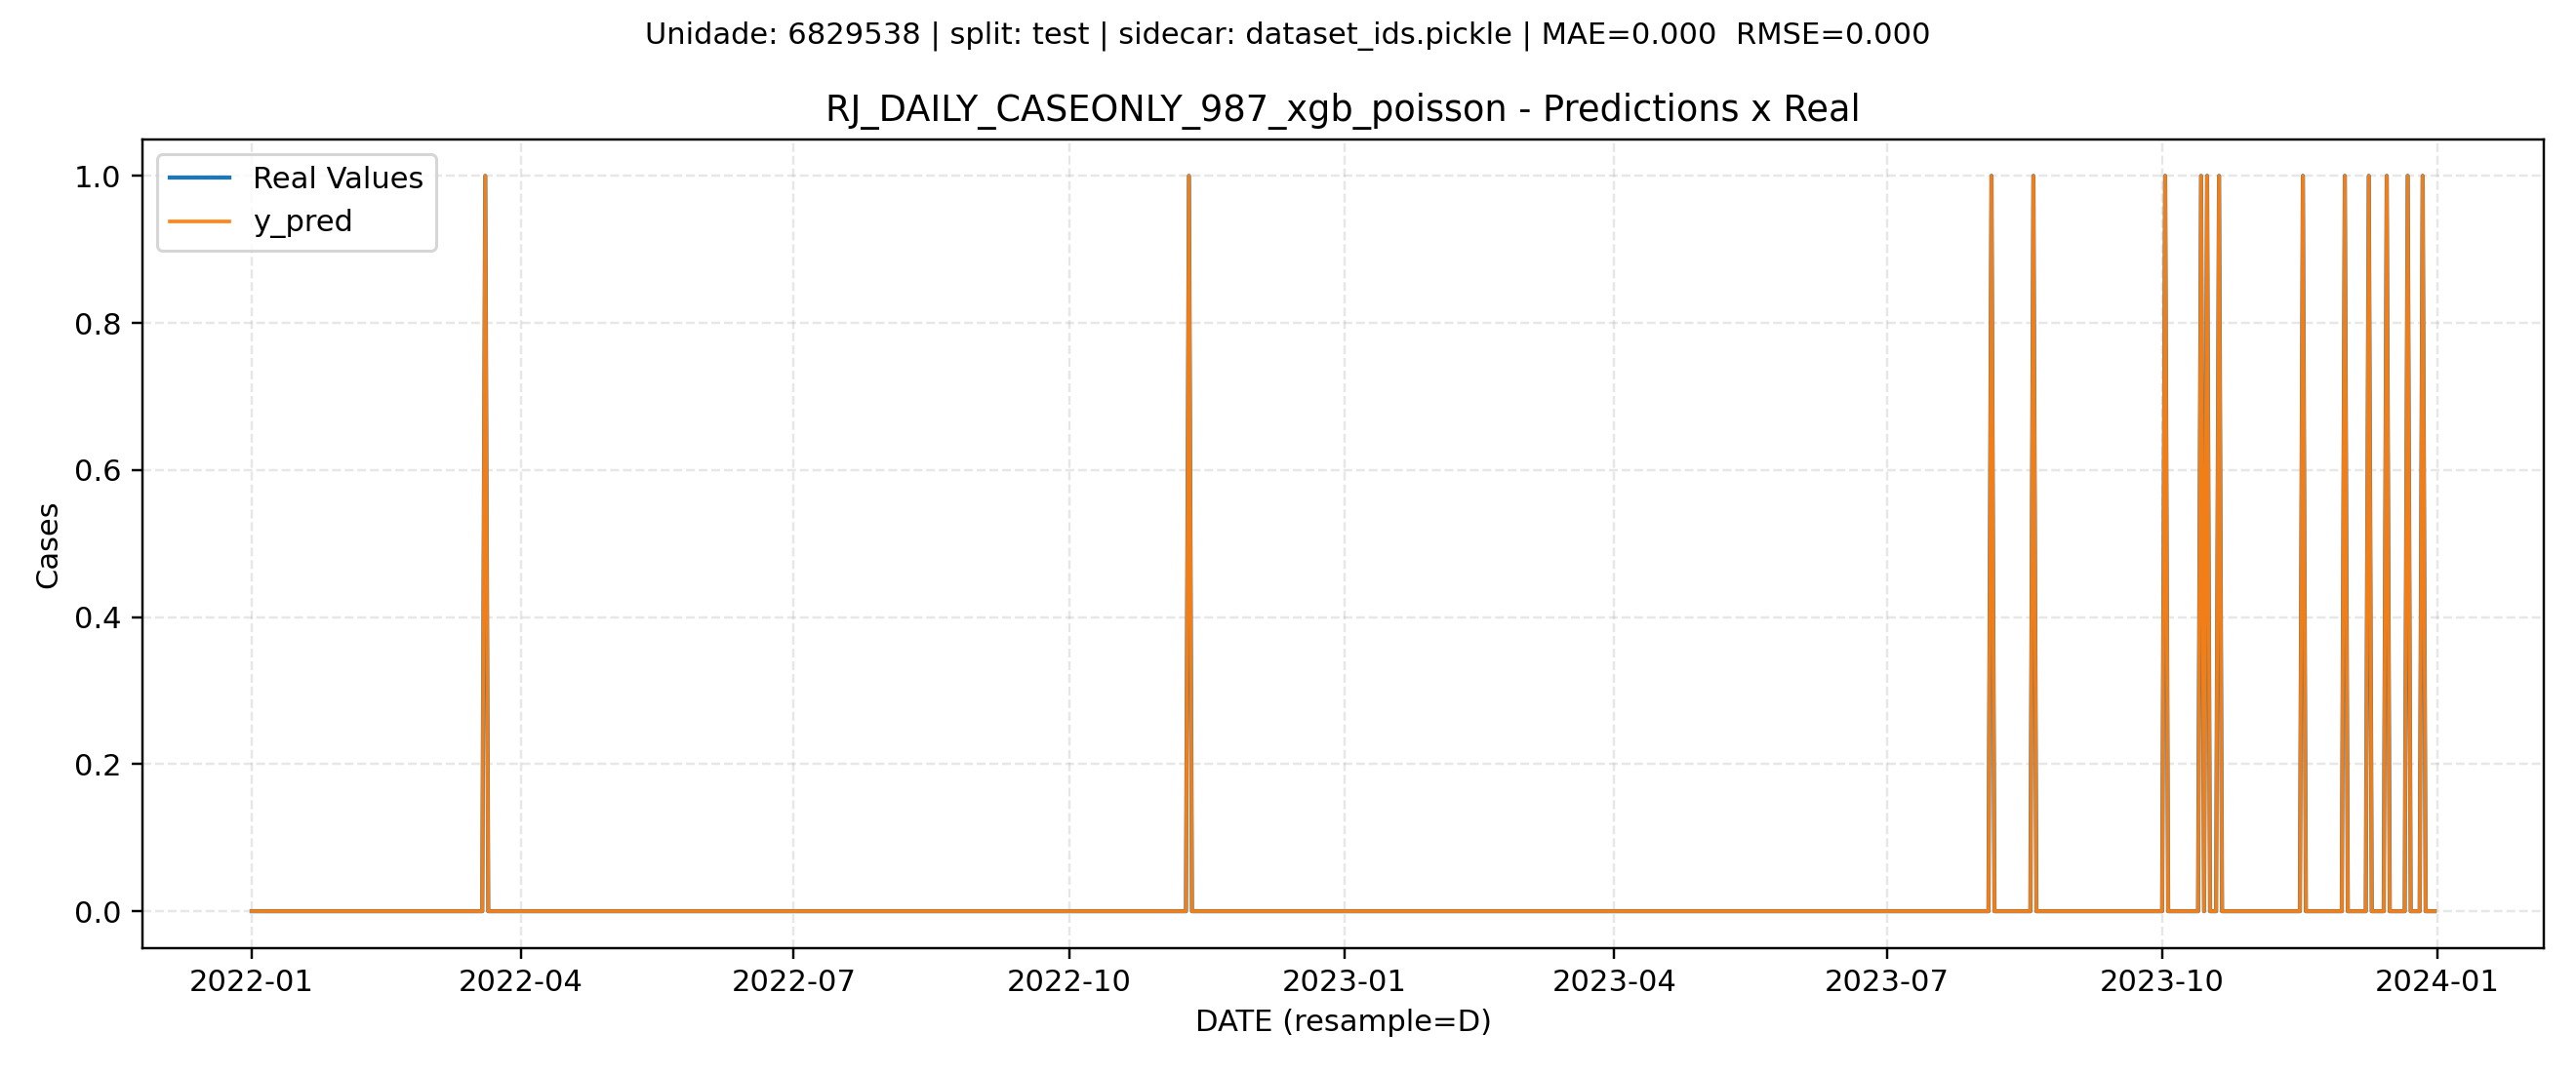 Unidade: 6829538 | split: test | sidecar: dataset_ids.pickle | MAE=0.000  RMSE=0.000
RJ_DAILY_CASEONLY_987_xgb_poisson - Predictions x Real
Real Values
y_pred
1.0
0.8
0.6
0.4
0.2
0.0
Cases
2022-01 2022-04 2022-07 2022-10 2023-01 2023-04 2023-07 2023-10 2024-01
DATE (resample=D)